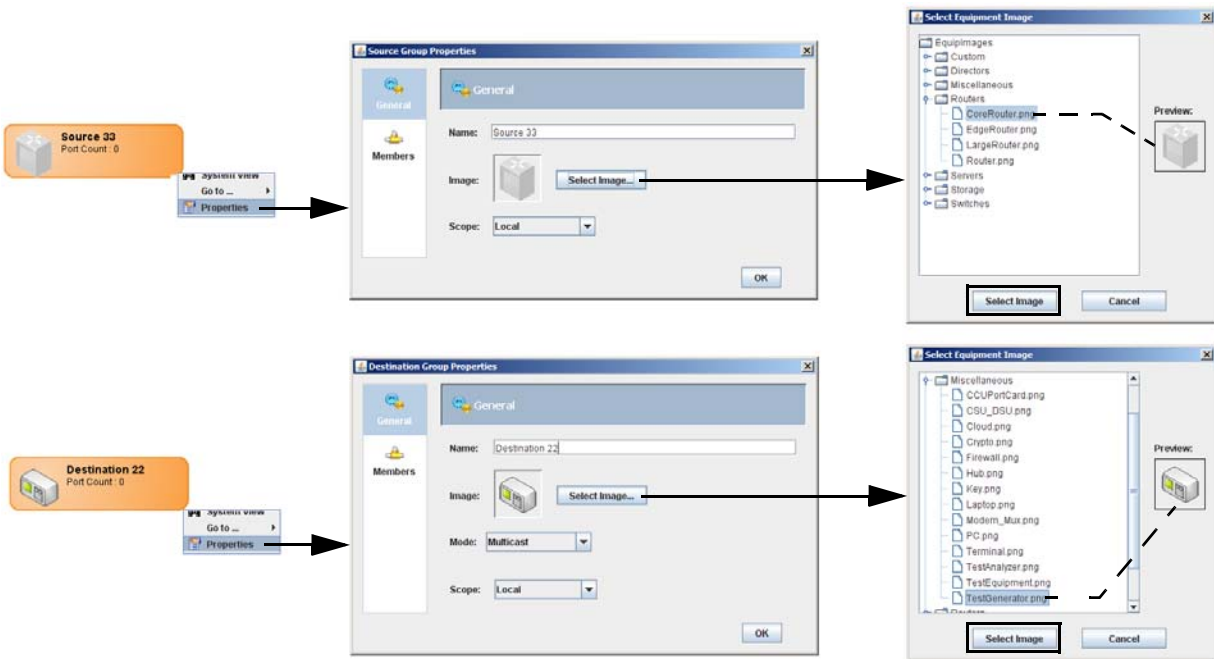 Source 33
Port Count : 0
System View
Go to ...
Properties
Source Group Properties
General
Members
General
Name: Source 33
Image: Select Image...
Scope: Local
OK
Select Equipment Image
Equipimages
Custom
Directors
Miscellaneous
Routers
CoreRouter.png
EdgeRouter.png
LargeRouter.png
Router.png
Servers
Storage
Switches
Preview:
Select Image Cancel
Destination 22
Port Count : 0
System View
Go to ...
Properties
Destination Group Properties
General
Members
General
Name: Destination 22
Image: Select Image...
Mode: Multicast
Scope: Local
OK
Select Equipment Image
Miscellaneous
CCUPortCard.png
CSU_DSU.png
Cloud.png
Crypto.png
Firewall.png
Hub.png
Key.png
Laptop.png
Modem_Mux.png
PC.png
Terminal.png
TestAnalyzer.png
TestEquipment.png
TestGenerator.png
Routers
Preview:
Select Image Cancel